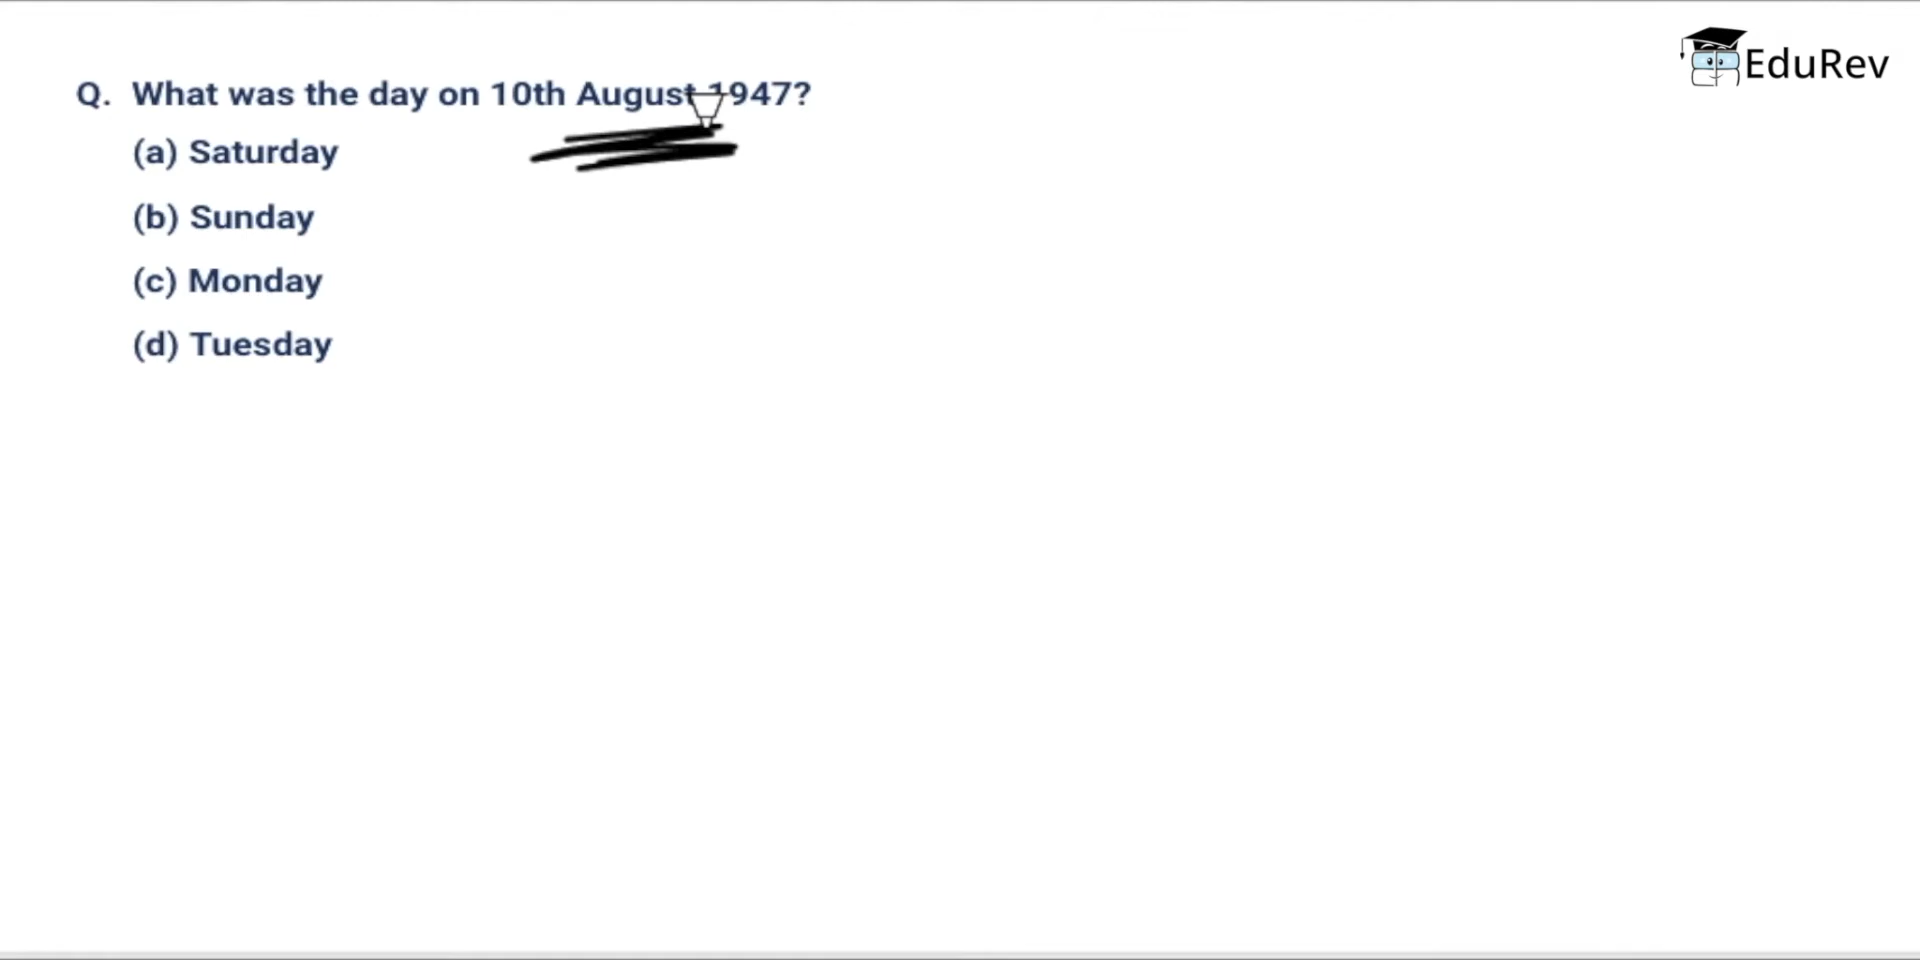 EduRev
Q. What was the day on 10th August 1947?
(a) Saturday
(b) Sunday
(c) Monday
(d) Tuesday